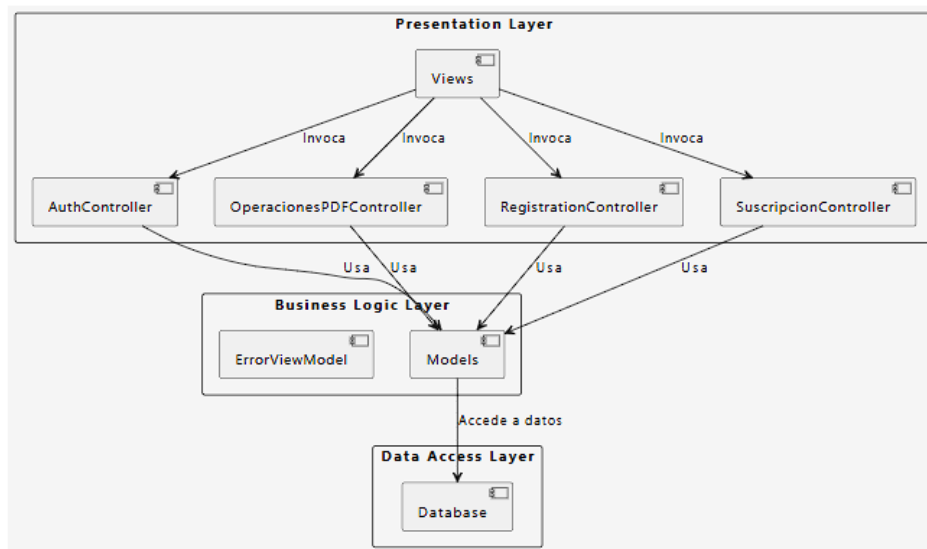 Presentation Layer
Views
Invoca
Invoca
Invoca
Invoca
AuthController
OperacionesPDFController
RegistrationController
SuscripcionController
Usa
Usa
Usa
Usa
Business Logic Layer
ErrorViewModel
Models
Accede a datos
Data Access Layer
Database